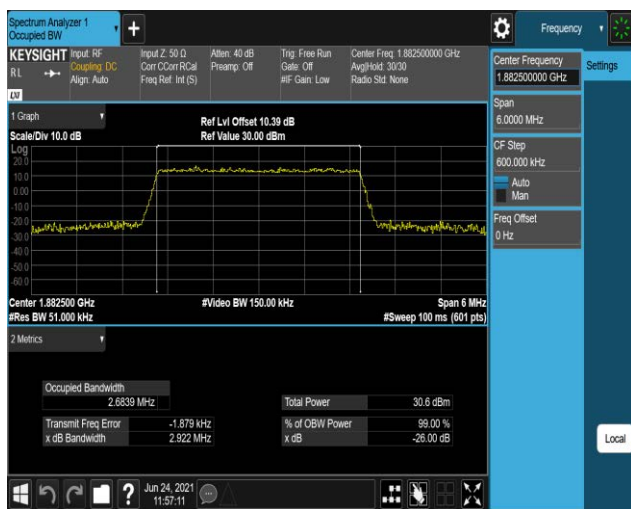 Spectrum Analyzer 1
Occupied BW
+
Frequency
KEYSIGHT
Input: RF
Input Z: 50 Ω
Atten: 40 dB
Trig: Free Run
Center Freq: 1.882500000 GHz
RL
Coupling: DC
Corr CCorr RCal
Preamp: Off
Gate: Off
Avg|Hold: 30/30
Align: Auto
Freq Ref: Int (S)
#IF Gain: Low
Radio Std: None
LXI
Center Frequency
1.882500000 GHz
Settings
Span
6.0000 MHz
CF Step
600.000 kHz
Auto
Man
Freq Offset
0 Hz
1 Graph
Ref Lvl Offset 10.39 dB
Scale/Div 10.0 dB
Ref Value 30.00 dBm
Log
20.0
10.0
0.00
-10.0
-20.0
-30.0
-40.0
-50.0
-60.0
Center 1.882500 GHz
#Video BW 150.00 kHz
Span 6 MHz
#Res BW 51.000 kHz
#Sweep 100 ms (601 pts)
2 Metrics
Occupied Bandwidth
2.6839 MHz
Total Power
30.6 dBm
Transmit Freq Error
-1.879 kHz
% of OBW Power
99.00 %
x dB Bandwidth
2.922 MHz
x dB
-26.00 dB
Local
?
Jun 24, 2021
11:57:11